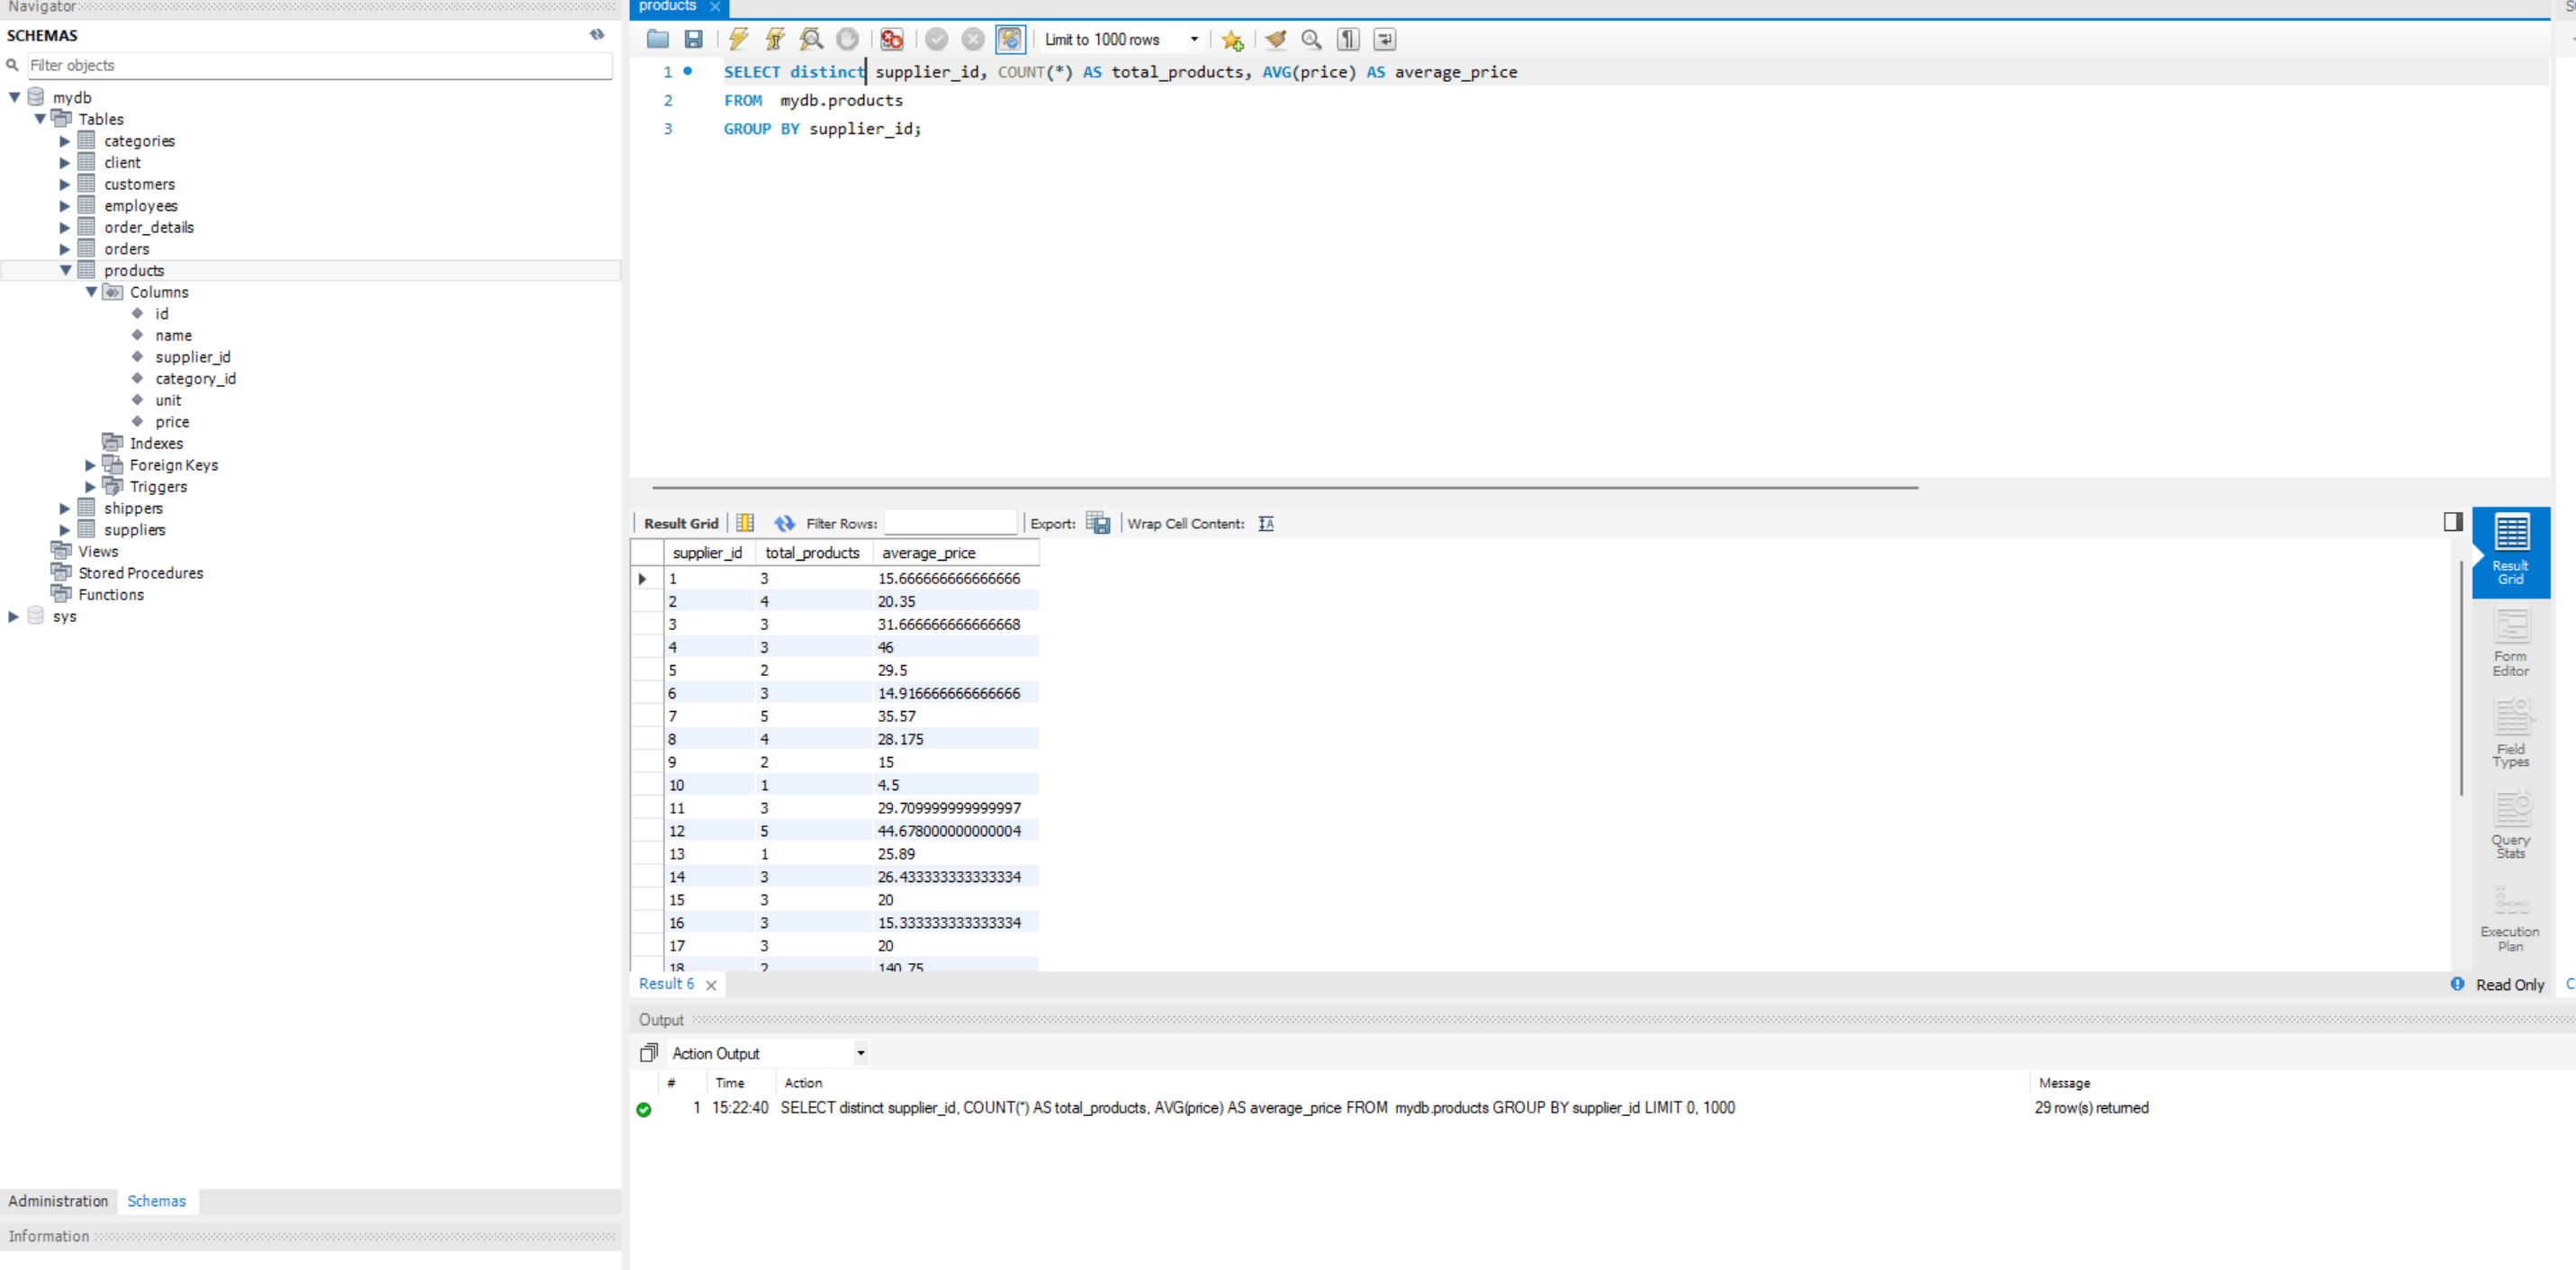 Navigator
SCHEMAS
Filter objects
mydb
Tables
categories
client
customers
employees
order_details
orders
products
Columns
id
name
supplier_id
category_id
unit
price
Indexes
Foreign Keys
Triggers
shippers
suppliers
Views
Stored Procedures
Functions
sys
Administration Schemas
Information
products
Limit to 1000 rows
1 SELECT distinct supplier_id, COUNT(*) AS total_products, AVG(price) AS average_price
2 FROM mydb.products
3 GROUP BY supplier_id;
Result Grid Filter Rows: Export: Wrap Cell Content:
supplier_id total_products average_price
1 3 15.666666666666666
2 4 20.35
3 3 31.666666666666668
4 3 46
5 2 29.5
6 3 14.916666666666666
7 5 35.57
8 4 28.175
9 2 15
10 1 4.5
11 3 29.709999999999997
12 5 44.678000000000004
13 1 25.89
14 3 26.433333333333334
15 3 20
16 3 15.333333333333334
17 3 20
18 2 140.75
Result
Grid
Form
Editor
Field
Types
Query
Stats
Execution
Plan
Result 6
Read Only
Output
Action Output
# Time Action Message
1 15:22:40 SELECT distinct supplier_id, COUNT(*) AS total_products, AVG(price) AS average_price FROM mydb.products GROUP BY supplier_id LIMIT 0, 1000 29 row(s) returned